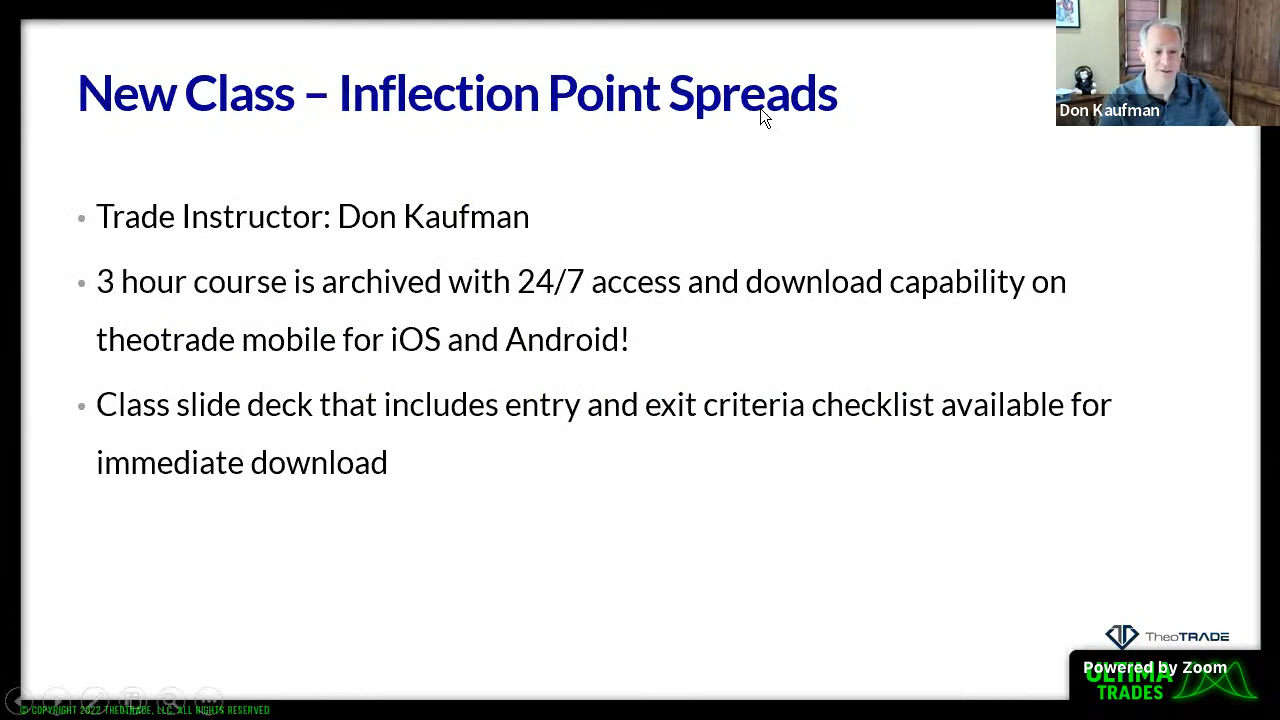 New Class – Inflection Point Spreads
Don Kaufman
• Trade Instructor: Don Kaufman
• 3 hour course is archived with 24/7 access and download capability on
theotrade mobile for iOS and Android!
• Class slide deck that includes entry and exit criteria checklist available for
immediate download
TheoTRADE
Powered by Zoom
ULTIMA
TRADES
© COPYRIGHT 2022 THEOTRADE, LLC. ALL RIGHTS RESERVED